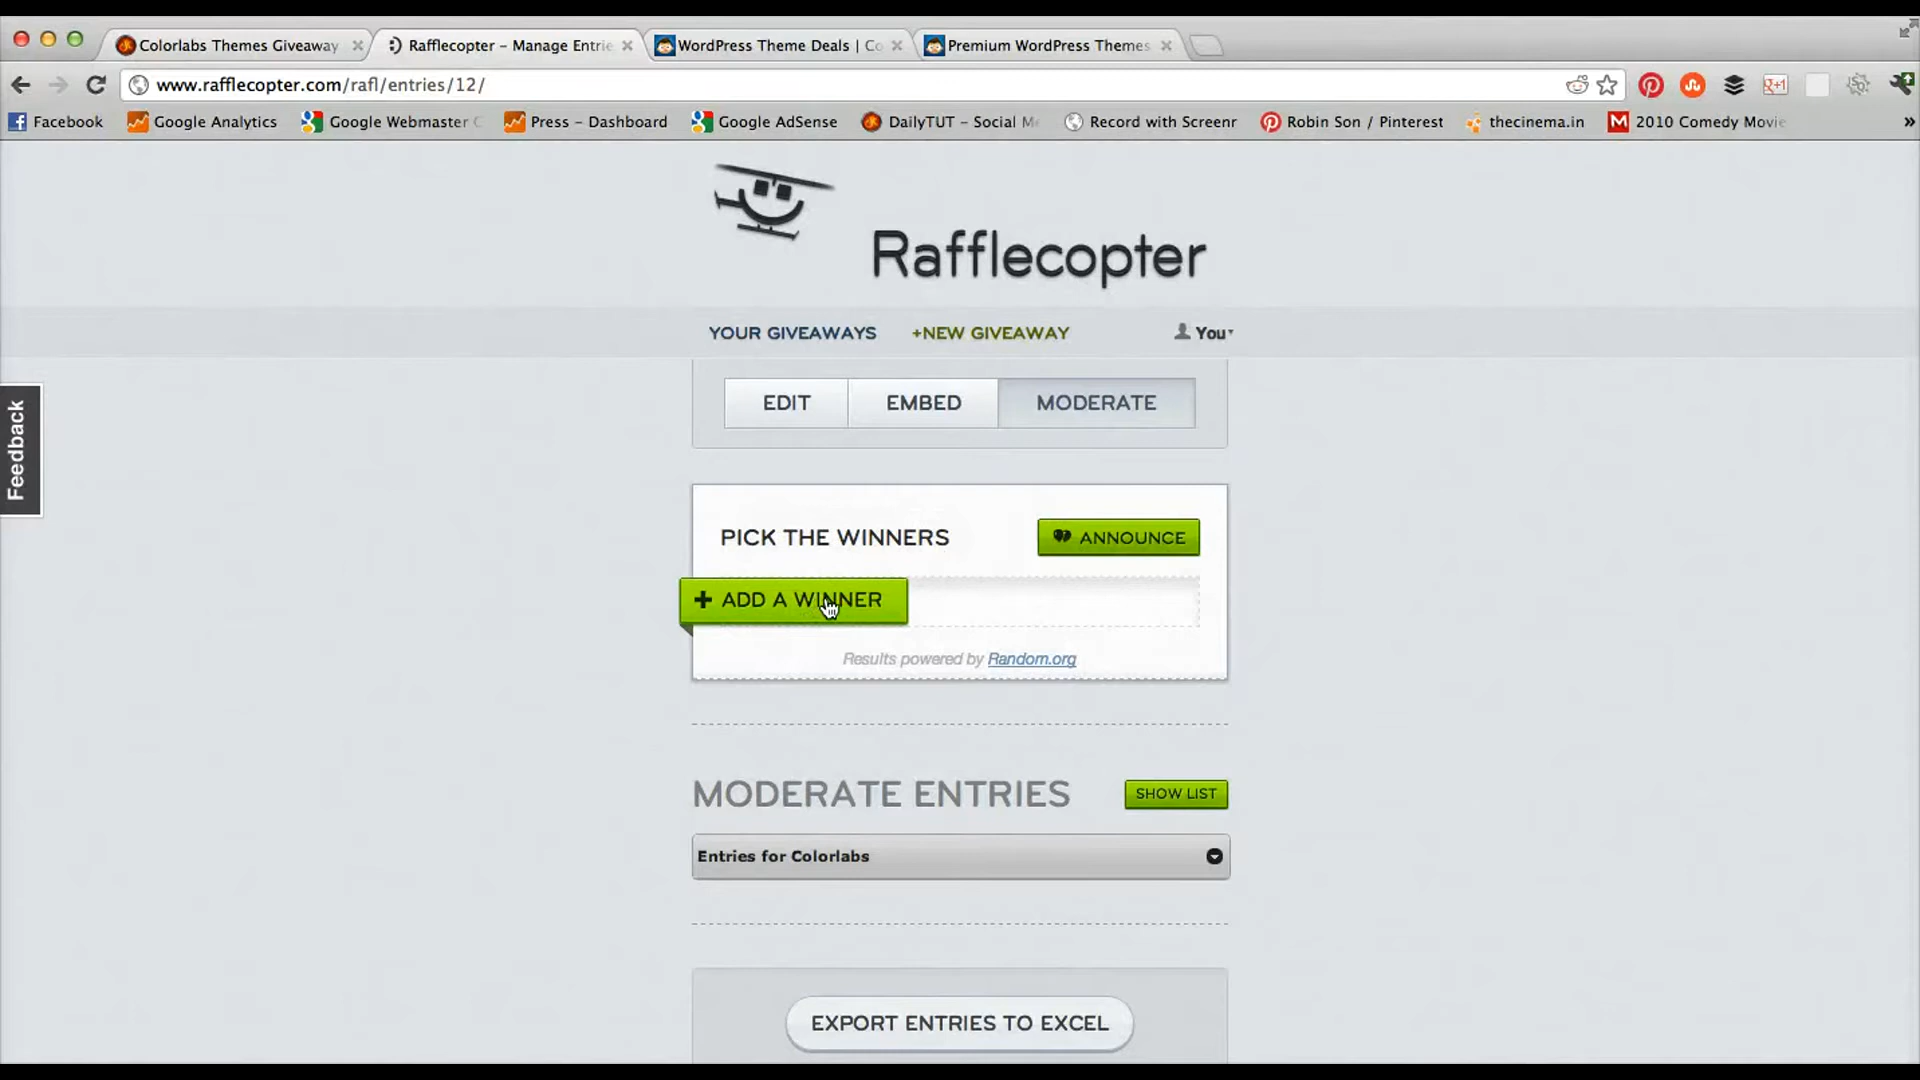 Colorlabs Themes Giveaway
Rafflecopter – Manage Entrie
WordPress Theme Deals | Co
Premium WordPress Themes
www.rafflecopter.com/rafl/entries/12/
Facebook
Google Analytics
Google Webmaster C
Press – Dashboard
Google AdSense
DailyTUT – Social M
Record with Screenr
Robin Son / Pinterest
thecinema.in
2010 Comedy Movie
»
Rafflecopter
YOUR GIVEAWAYS
+NEW GIVEAWAY
You
Feedback
EDIT
EMBED
MODERATE
PICK THE WINNERS
ANNOUNCE
+ ADD A WINNER
Results powered by Random.org
MODERATE ENTRIES
SHOW LIST
Entries for Colorlabs
EXPORT ENTRIES TO EXCEL